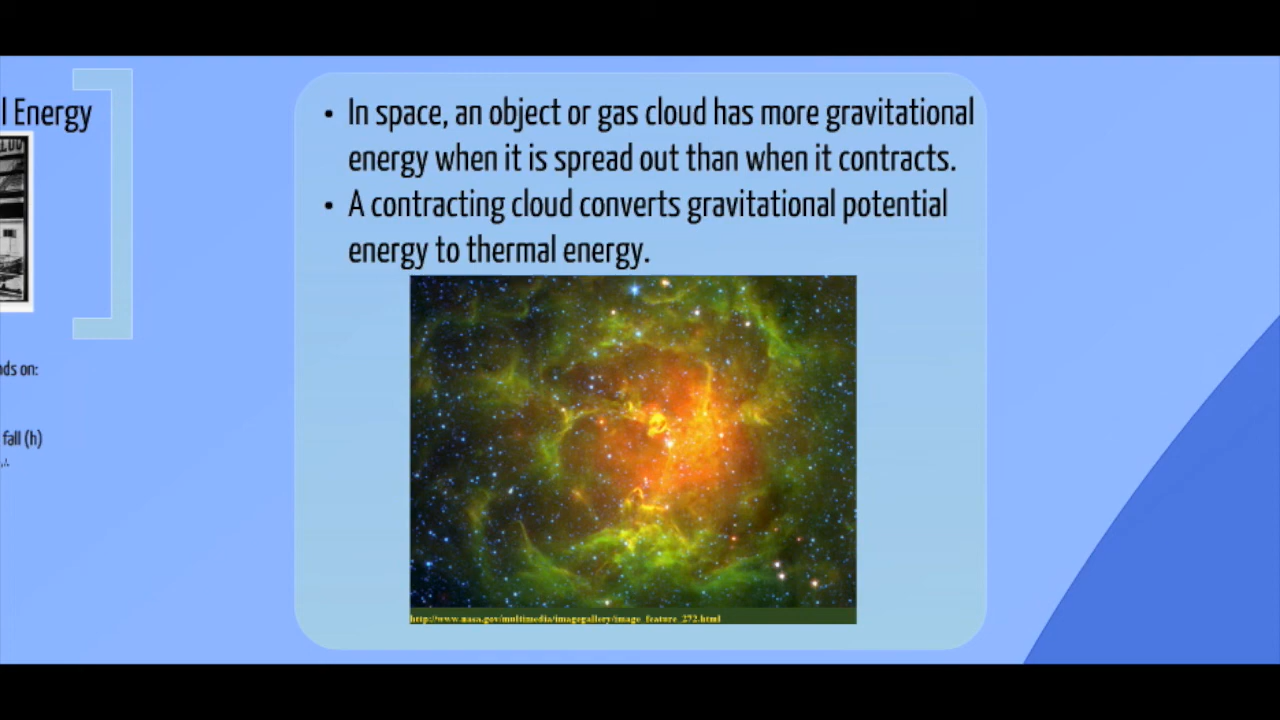 l Energy
nds on:
fall (h)
• In space, an object or gas cloud has more gravitational
energy when it is spread out than when it contracts.
• A contracting cloud converts gravitational potential
energy to thermal energy.
http://www.nasa.gov/multimedia/imagegallery/image_feature_272.html